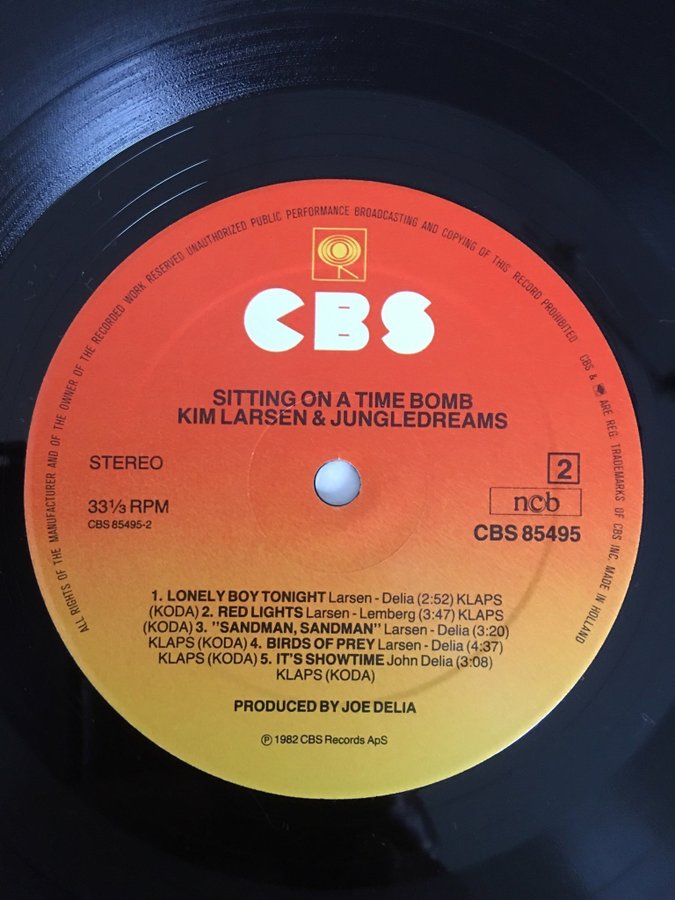 ALL RIGHTS OF THE MANUFACTURER AND OF THE OWNER OF THE RECORDED WORK RESERVED UNAUTHORIZED PUBLIC PERFORMANCE BROADCASTING AND COPYING OF THIS RECORD PROHIBITED CBS & ARE REG. TRADEMARKS OF CBS INC. MADE IN HOLLAND
CBS
SITTING ON A TIME BOMB
KIM LARSEN & JUNGLEDREAMS
STEREO
2
33⅓ RPM
ncb
CBS 85495-2
CBS 85495
1. LONELY BOY TONIGHT Larsen - Delia (2:52) KLAPS
(KODA) 2. RED LIGHTS Larsen - Lemberg (3:47) KLAPS
(KODA) 3. "SANDMAN, SANDMAN" Larsen - Delia (3:20)
KLAPS (KODA) 4. BIRDS OF PREY Larsen - Delia (4:37)
KLAPS (KODA) 5. IT'S SHOWTIME John Delia (3:08)
KLAPS (KODA)
PRODUCED BY JOE DELIA
℗ 1982 CBS Records ApS